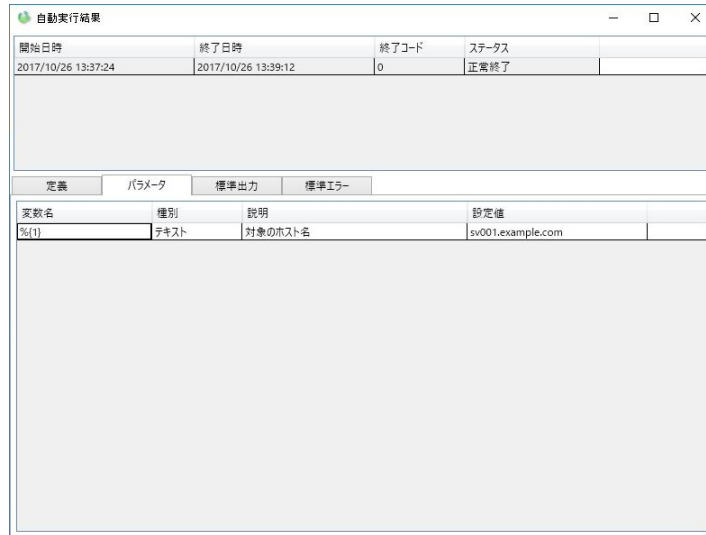 自動実行結果
開始日時 終了日時 終了コード ステータス
2017/10/26 13:37:24 2017/10/26 13:39:12 0 正常終了
定義 パラメータ 標準出力 標準エラー
変数名 種別 説明 設定値
%{1} テキスト 対象のホスト名 sv001.example.com